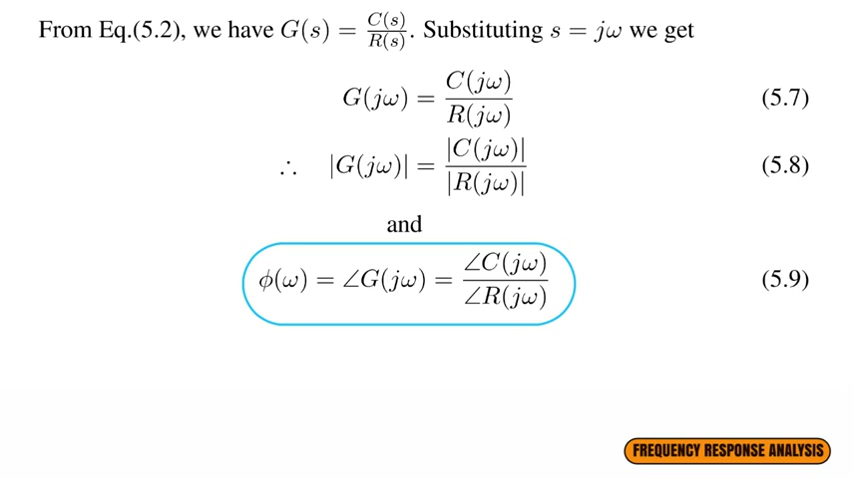 From Eq.(5.2), we have G(s) = C(s)/R(s). Substituting s = jω we get
G(jω) = C(jω)/R(jω) (5.7)
∴ |G(jω)| = |C(jω)|/|R(jω)| (5.8)
and
ϕ(ω) = ∠G(jω) = ∠C(jω)/∠R(jω) (5.9)
FREQUENCY RESPONSE ANALYSIS